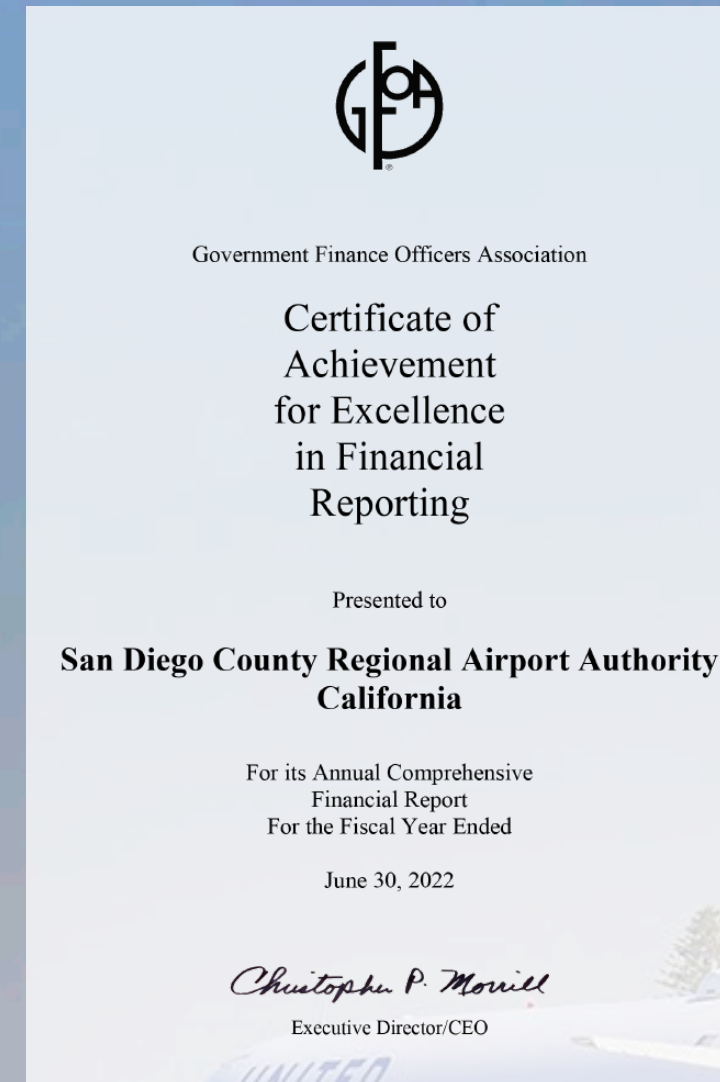 GFOA
®
Government Finance Officers Association
Certificate of
Achievement
for Excellence
in Financial
Reporting
Presented to
San Diego County Regional Airport Authority
California
For its Annual Comprehensive
Financial Report
For the Fiscal Year Ended
June 30, 2022
Christopher P. Morrill
Executive Director/CEO
UNITED